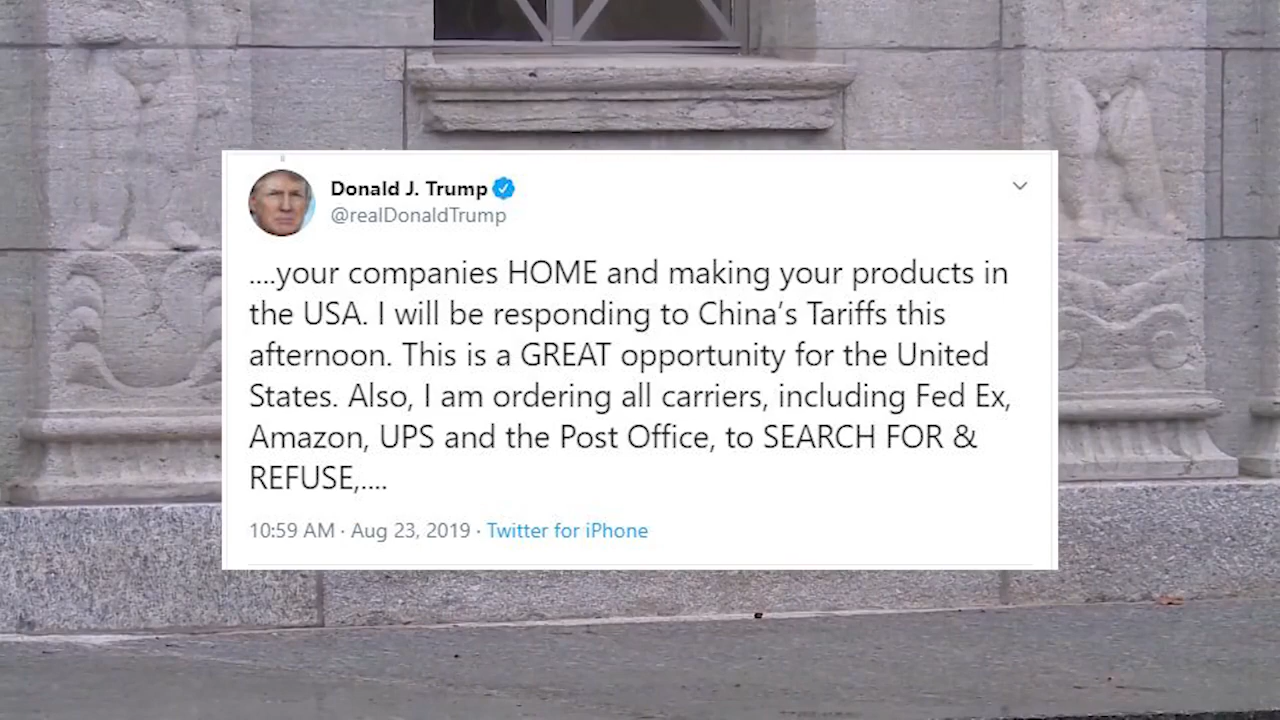 Donald J. Trump
@realDonaldTrump
....your companies HOME and making your products in
the USA. I will be responding to China’s Tariffs this
afternoon. This is a GREAT opportunity for the United
States. Also, I am ordering all carriers, including Fed Ex,
Amazon, UPS and the Post Office, to SEARCH FOR &
REFUSE,....
10:59 AM · Aug 23, 2019 · Twitter for iPhone